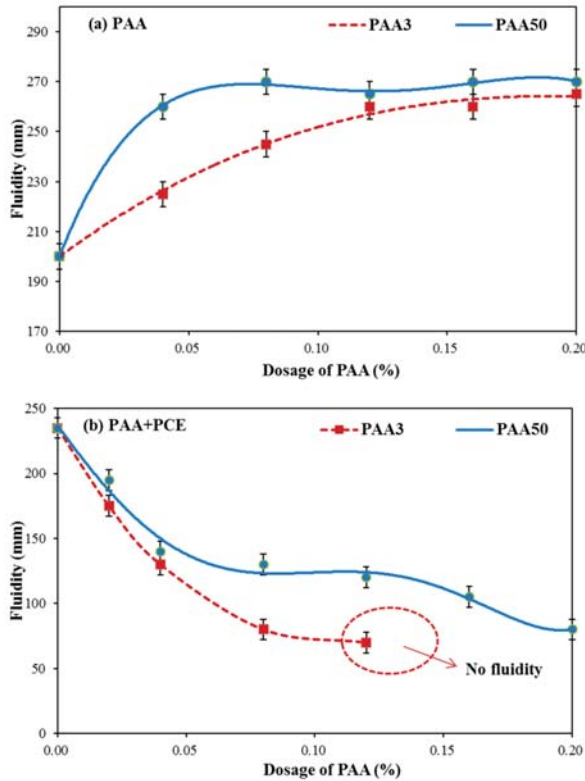 (a) PAA
PAA3
PAA50
290
270
250
230
210
190
170
Fluidity (mm)
0.00
0.05
0.10
0.15
0.20
Dosage of PAA (%)
(b) PAA+PCE
PAA3
PAA50
250
200
150
100
50
0
Fluidity (mm)
No fluidity
0.00
0.05
0.10
0.15
0.20
Dosage of PAA (%)